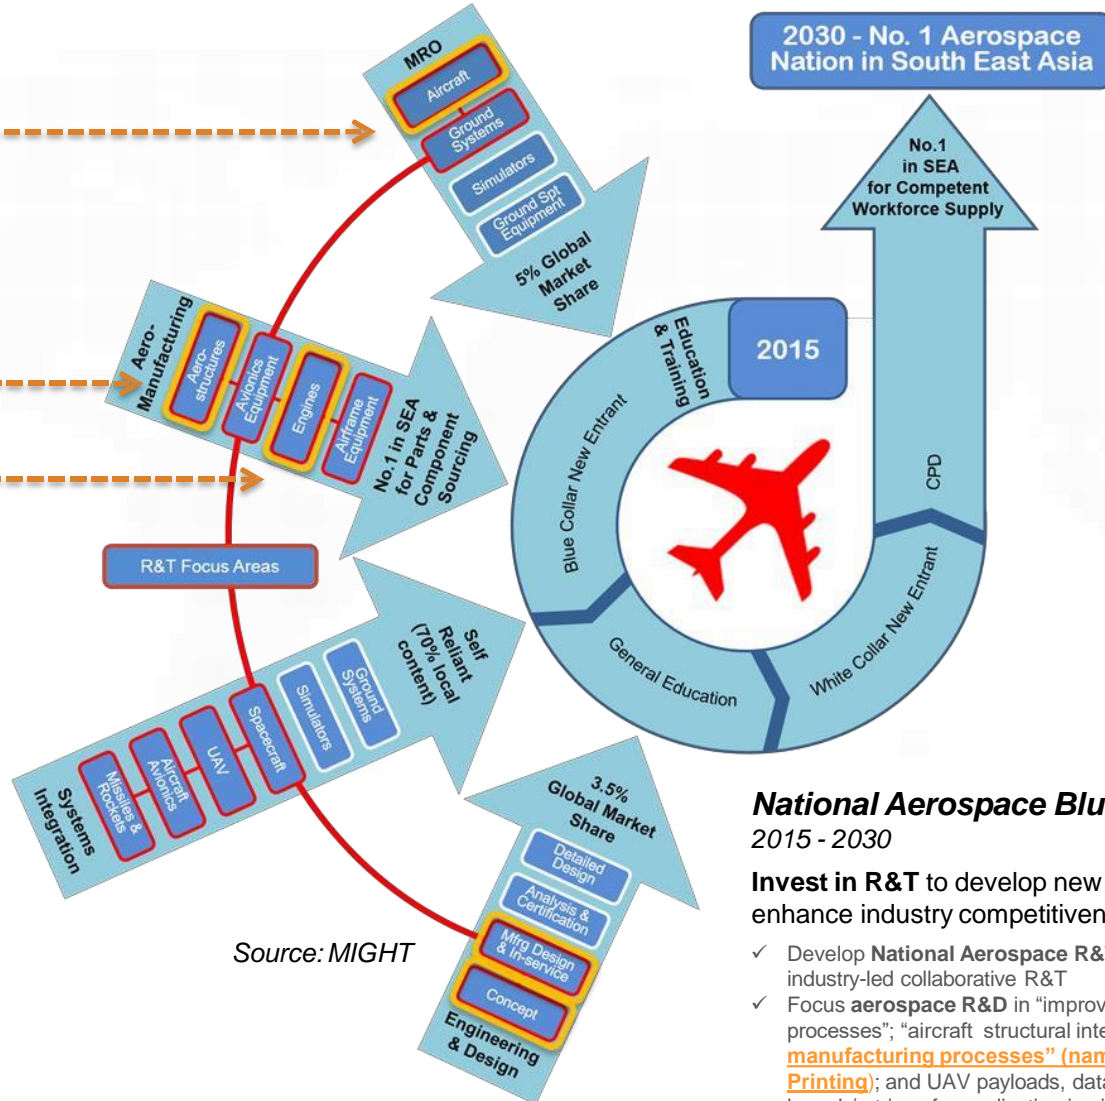 MRO
Aircraft
Ground
Systems
Simulators
Ground Spt
Equipment
5% Global
Market
Share
2030 - No. 1 Aerospace
Nation in South East Asia
No.1
in SEA
for Competent
Workforce Supply
Aero-
Manufacturing
Aero-
structures
Avionics
Equipment
Engines
Airframe
Equipment
No.1 in SEA
for Parts &
Component
Sourcing
Education
& Training
2015
Blue Collar New Entrant
General Education
White Collar New Entrant
CPD
R&T Focus Areas
Systems
Integration
Missiles &
Rockets
Aircraft
Avionics
UAV
Spacecraft
Simulators
Ground
Systems
Self
Reliant
(70% local
content)
3.5%
Global Market
Share
Detailed
Design
Analysis &
Certification
Mfrg Design
& In-service
Concept
Engineering
& Design
Source: MIGHT
National Aerospace Blu
2015 - 2030
Invest in R&T to develop new
enhance industry competitiven
✓ Develop National Aerospace R&
industry-led collaborative R&T
✓ Focus aerospace R&D in “improv
processes”; “aircraft structural inte
manufacturing processes” (nam
Printing); and UAV payloads, data